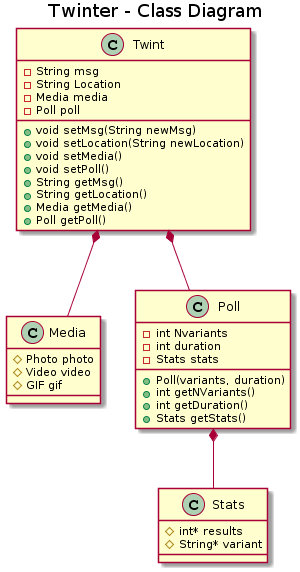 Twinter - Class Diagram
C Twint
String msg
String Location
Media media
Poll poll
void setMsg(String newMsg)
void setLocation(String newLocation)
void setMedia()
void setPoll()
String getMsg()
String getLocation()
Media getMedia()
Poll getPoll()
C Media
Photo photo
Video video
GIF gif
C Poll
int Nvariants
int duration
Stats stats
Poll(variants, duration)
int getNVariants()
int getDuration()
Stats getStats()
C Stats
int* results
String* variant